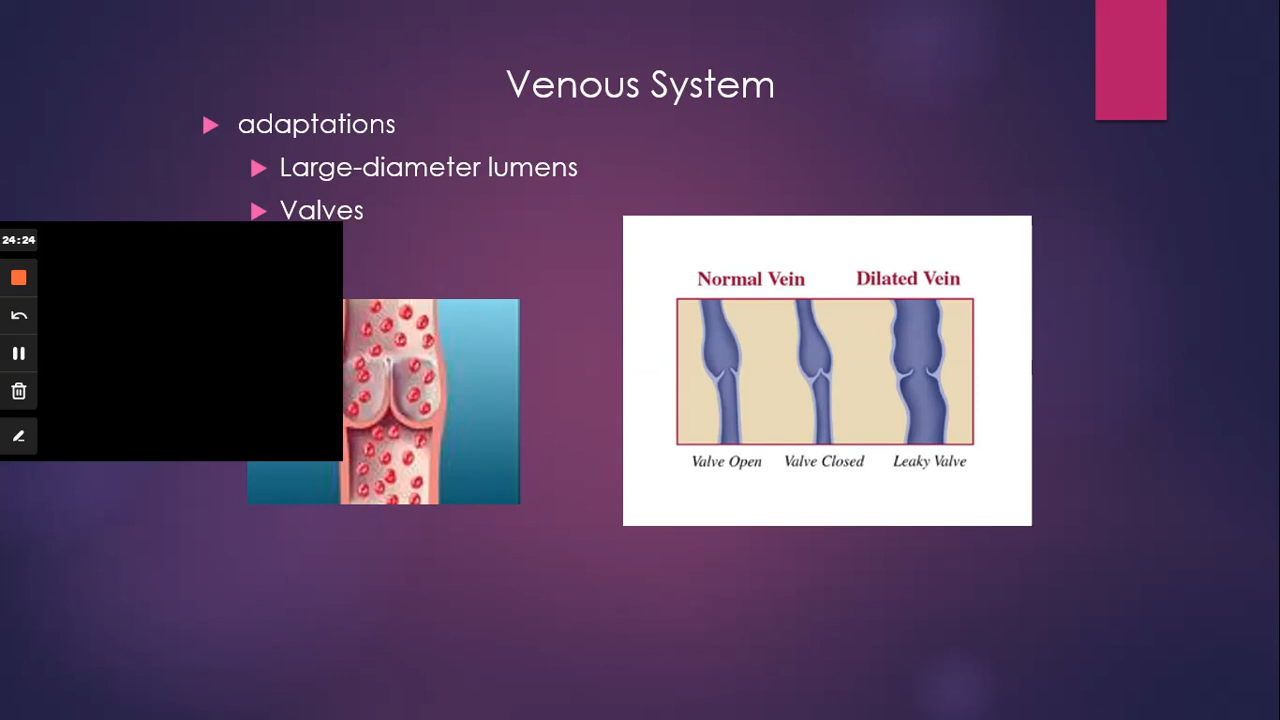 Venous System
adaptations
Large-diameter lumens
Valves
24:24
Normal Vein Dilated Vein
Valve Open Valve Closed Leaky Valve